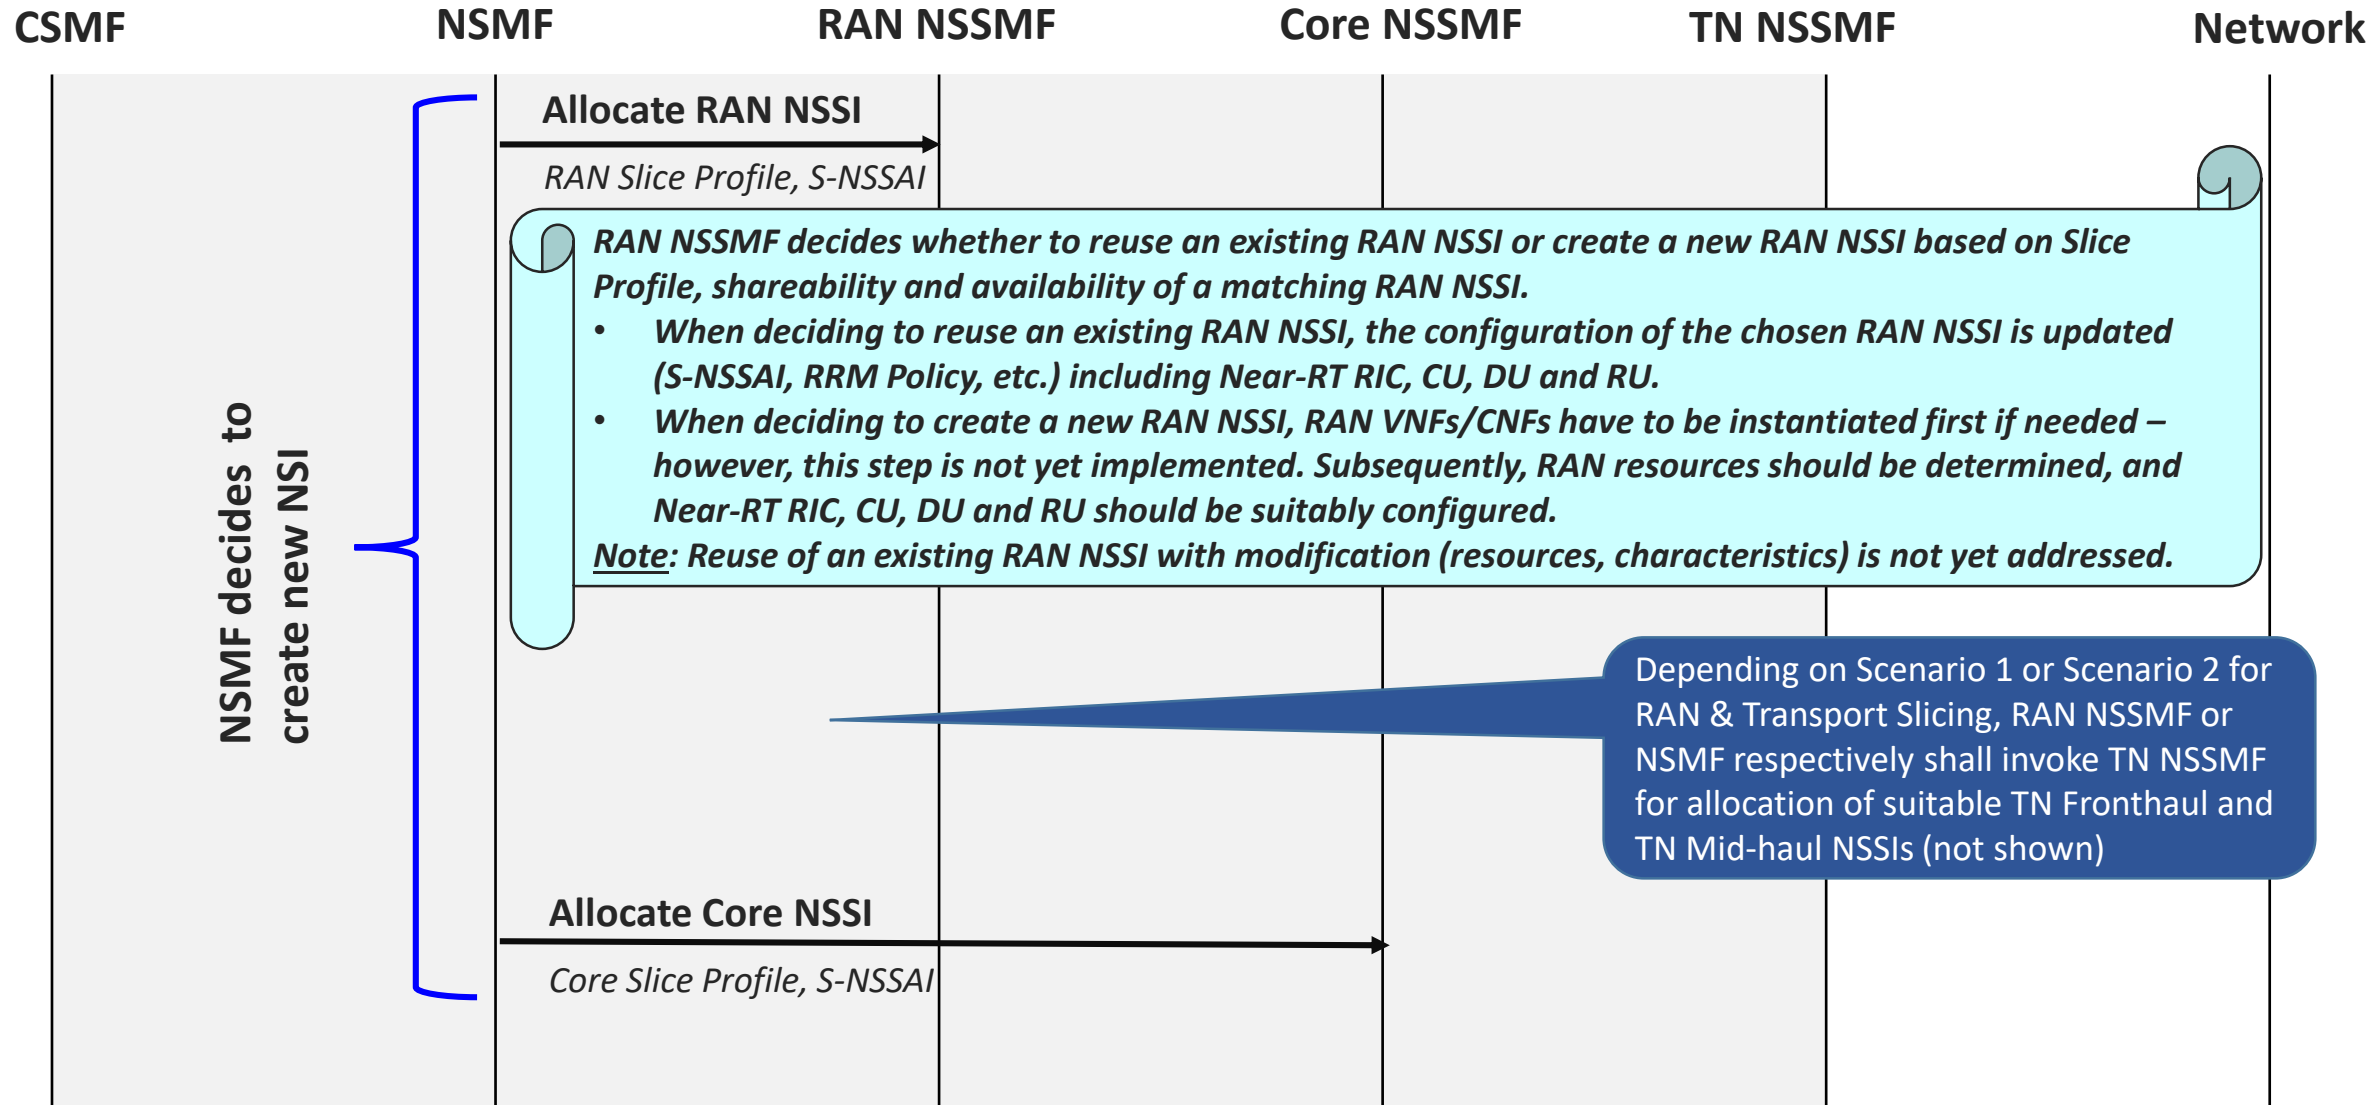 CSMF
NSMF
RAN NSSMF
Core NSSMF
TN NSSMF
Network
NSMF decides to
create new NSI
Allocate RAN NSSI
RAN Slice Profile, S-NSSAI
RAN NSSMF decides whether to reuse an existing RAN NSSI or create a new RAN NSSI based on Slice
Profile, shareability and availability of a matching RAN NSSI.
• When deciding to reuse an existing RAN NSSI, the configuration of the chosen RAN NSSI is updated
(S-NSSAI, RRM Policy, etc.) including Near-RT RIC, CU, DU and RU.
• When deciding to create a new RAN NSSI, RAN VNFs/CNFs have to be instantiated first if needed –
however, this step is not yet implemented. Subsequently, RAN resources should be determined, and
Near-RT RIC, CU, DU and RU should be suitably configured.
Note: Reuse of an existing RAN NSSI with modification (resources, characteristics) is not yet addressed.
Depending on Scenario 1 or Scenario 2 for
RAN & Transport Slicing, RAN NSSMF or
NSMF respectively shall invoke TN NSSMF
for allocation of suitable TN Fronthaul and
TN Mid-haul NSSIs (not shown)
Allocate Core NSSI
Core Slice Profile, S-NSSAI